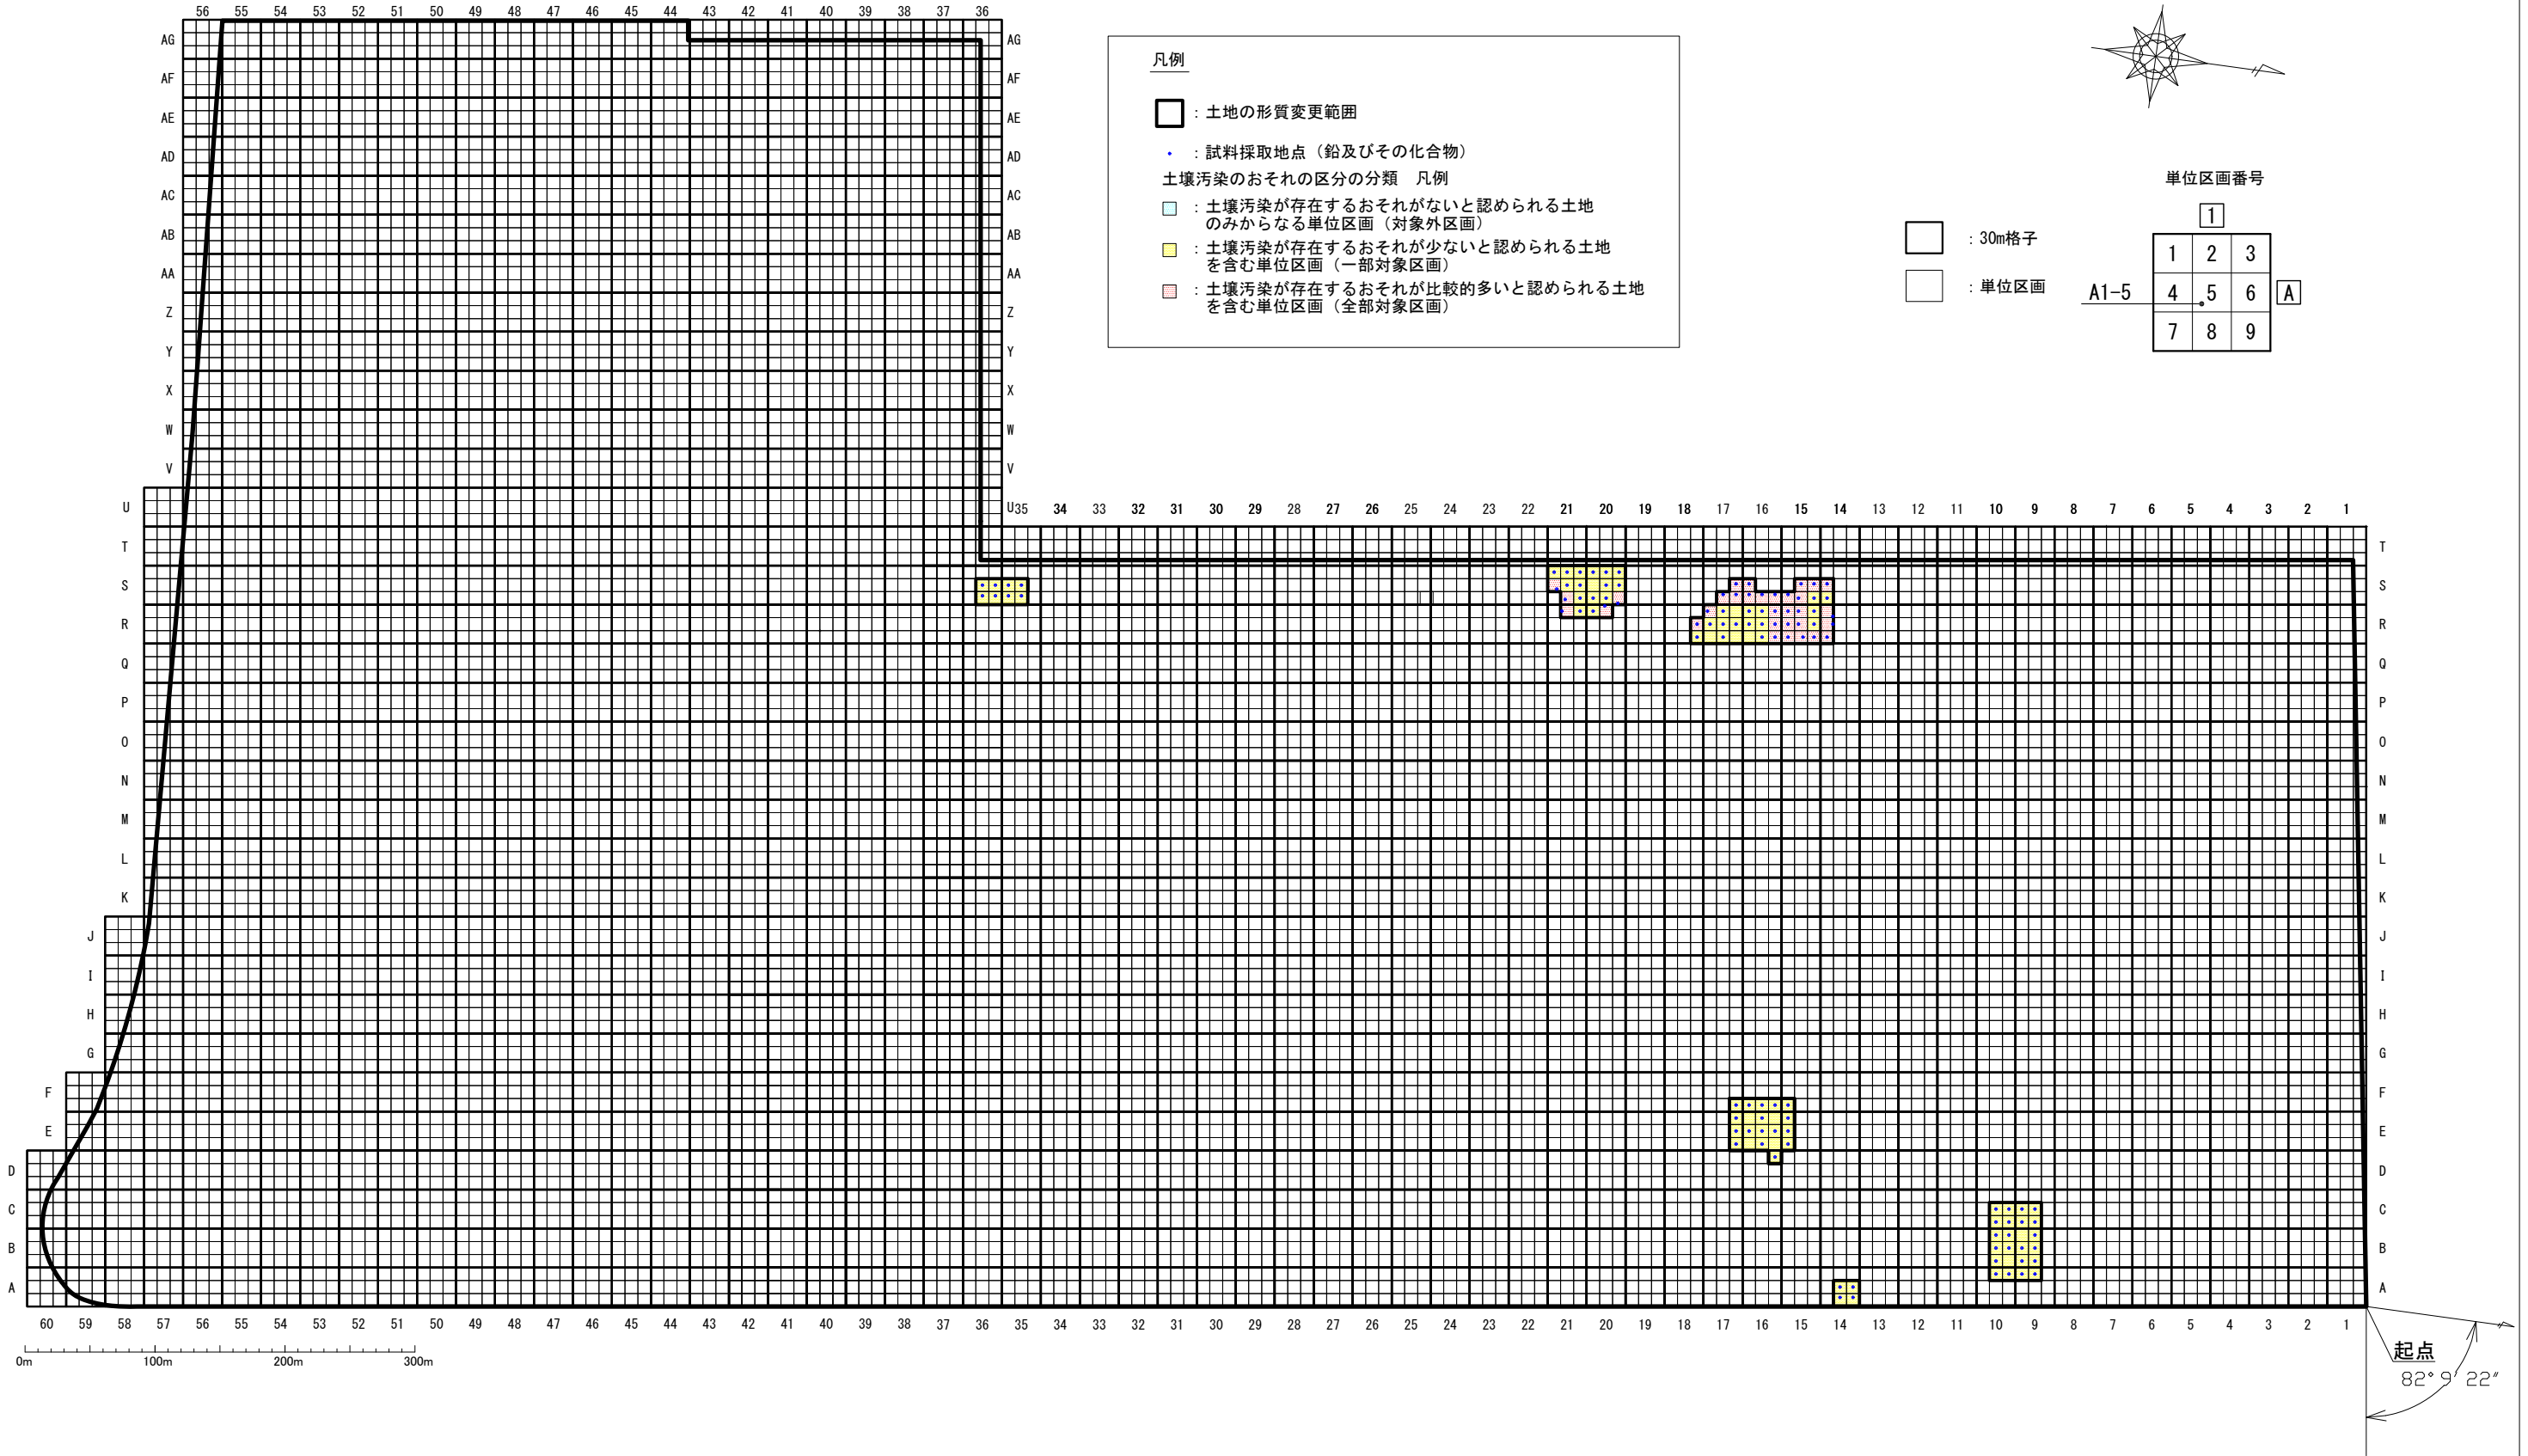 56 55 54 53 52 51 50 49 48 47 46 45 44 43 42 41 40 39 38 37 36
AG AG
AF AF
AE AE
AD AD
AC AC
AB AB
AA AA
Z Z
Y Y
X X
W W
V V
U U 35 34 33 32 31 30 29 28 27 26 25 24 23 22 21 20 19 18 17 16 15 14 13 12 11 10 9 8 7 6 5 4 3 2 1
T T
S S
R R
Q Q
P P
O O
N N
M M
L L
K K
J J
I I
H H
G G
F F
E E
D D
C C
B B
A A
60 59 58 57 56 55 54 53 52 51 50 49 48 47 46 45 44 43 42 41 40 39 38 37 36 35 34 33 32 31 30 29 28 27 26 25 24 23 22 21 20 19 18 17 16 15 14 13 12 11 10 9 8 7 6 5 4 3 2 1
0m 100m 200m 300m
凡例
：土地の形質変更範囲
：試料採取地点（鉛及びその化合物）
土壌汚染のおそれの区分の分類 凡例
：土壌汚染が存在するおそれがないと認められる土地
のみからなる単位区画（対象外区画）
：土壌汚染が存在するおそれが少ないと認められる土地
を含む単位区画（一部対象区画）
：土壌汚染が存在するおそれが比較的多いと認められる土地
を含む単位区画（全部対象区画）
：30m格子
：単位区画
単位区画番号
1
1 2 3
A1-5 4 5 6 A
7 8 9
起点
82°9′22″